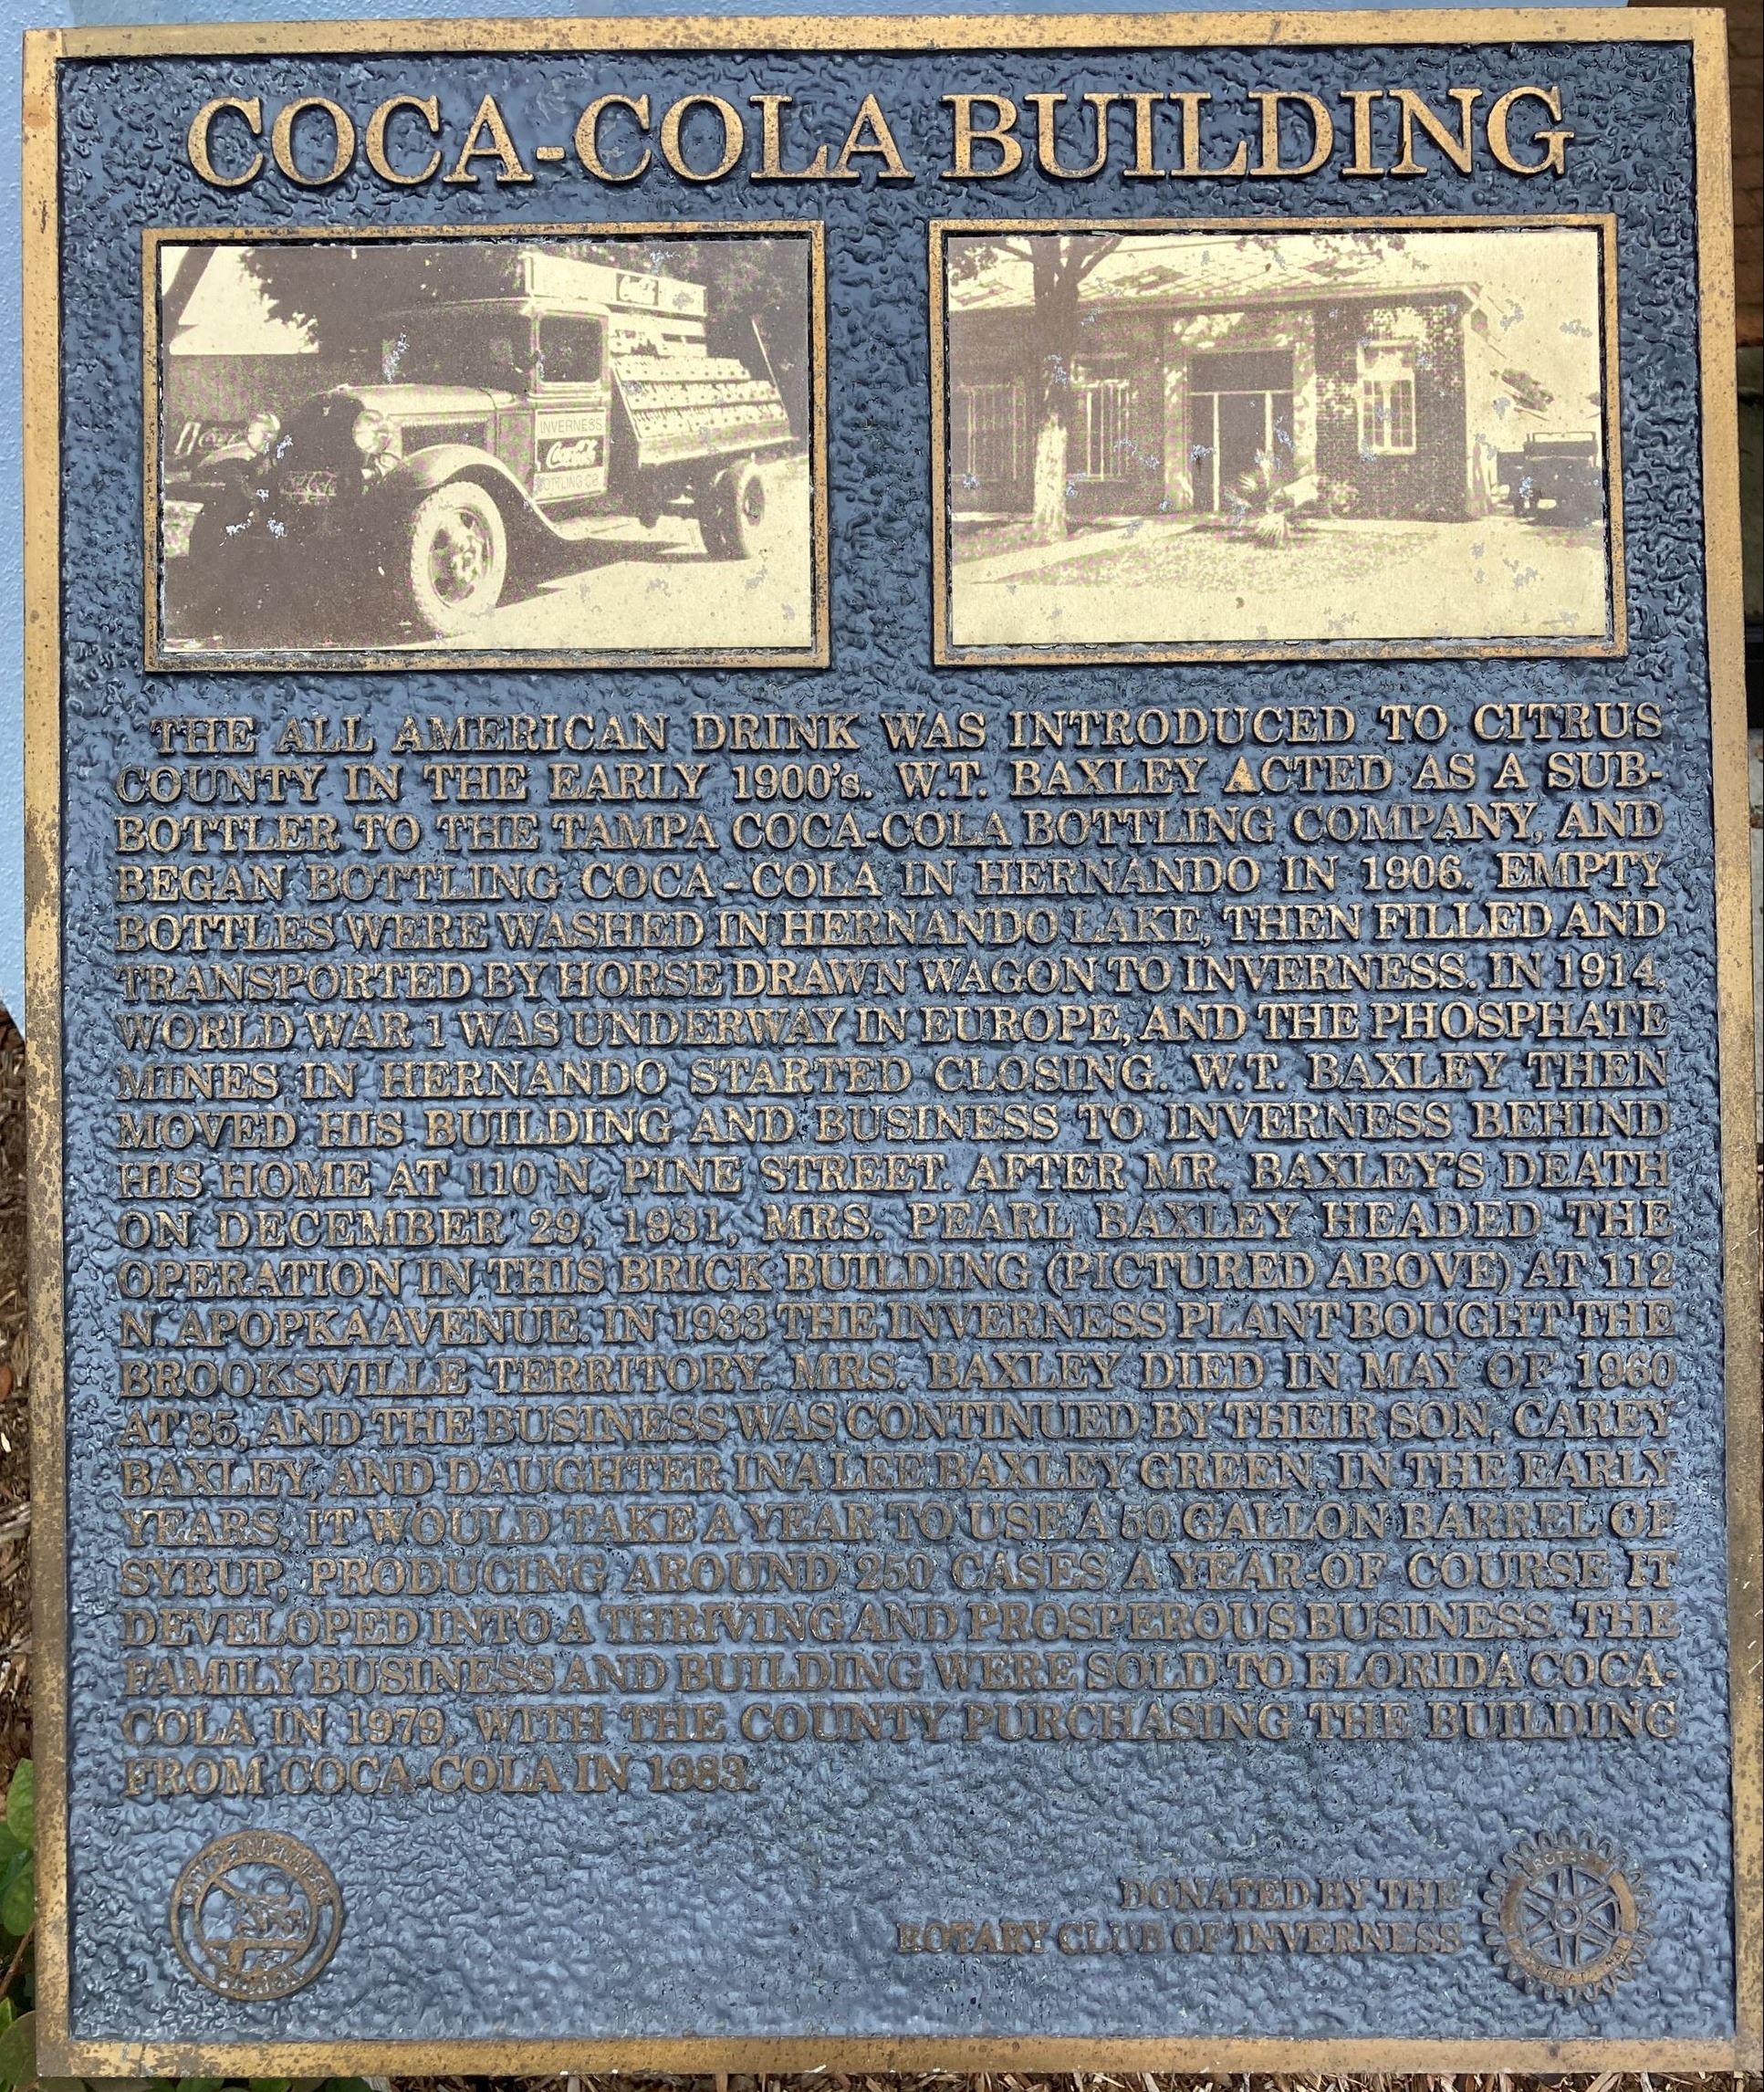 COCA-COLA BUILDING
Coca-Cola
INVERNESS
Coca-Cola
BOTTLING CO.
THE ALL AMERICAN DRINK WAS INTRODUCED TO CITRUS
COUNTY IN THE EARLY 1900's. W.T. BAXLEY ACTED AS A SUB-
BOTTLER TO THE TAMPA COCA-COLA BOTTLING COMPANY, AND
BEGAN BOTTLING COCA-COLA IN HERNANDO IN 1906. EMPTY
BOTTLES WERE WASHED IN HERNANDO LAKE, THEN FILLED AND
TRANSPORTED BY HORSE DRAWN WAGON TO INVERNESS. IN 1914,
WORLD WAR 1 WAS UNDERWAY IN EUROPE, AND THE PHOSPHATE
MINES IN HERNANDO STARTED CLOSING. W.T. BAXLEY THEN
MOVED HIS BUILDING AND BUSINESS TO INVERNESS BEHIND
HIS HOME AT 110 N. PINE STREET. AFTER MR. BAXLEY'S DEATH
ON DECEMBER 29, 1931, MRS. PEARL BAXLEY HEADED THE
OPERATION IN THIS BRICK BUILDING (PICTURED ABOVE) AT 112
N. APOPKA AVENUE. IN 1933 THE INVERNESS PLANT BOUGHT THE
BROOKSVILLE TERRITORY. MRS. BAXLEY DIED IN MAY OF 1960
AT 85, AND THE BUSINESS WAS CONTINUED BY THEIR SON, CAREY
BAXLEY, AND DAUGHTER INA LEE BAXLEY GREEN. IN THE EARLY
YEARS, IT WOULD TAKE A YEAR TO USE A 50 GALLON BARREL OF
SYRUP, PRODUCING AROUND 250 CASES A YEAR-OF COURSE IT
DEVELOPED INTO A THRIVING AND PROSPEROUS BUSINESS. THE
FAMILY BUSINESS AND BUILDING WERE SOLD TO FLORIDA COCA-
COLA IN 1979, WITH THE COUNTY PURCHASING THE BUILDING
FROM COCA-COLA IN 1983.
DONATED BY THE
ROTARY CLUB OF INVERNESS
ROTARY